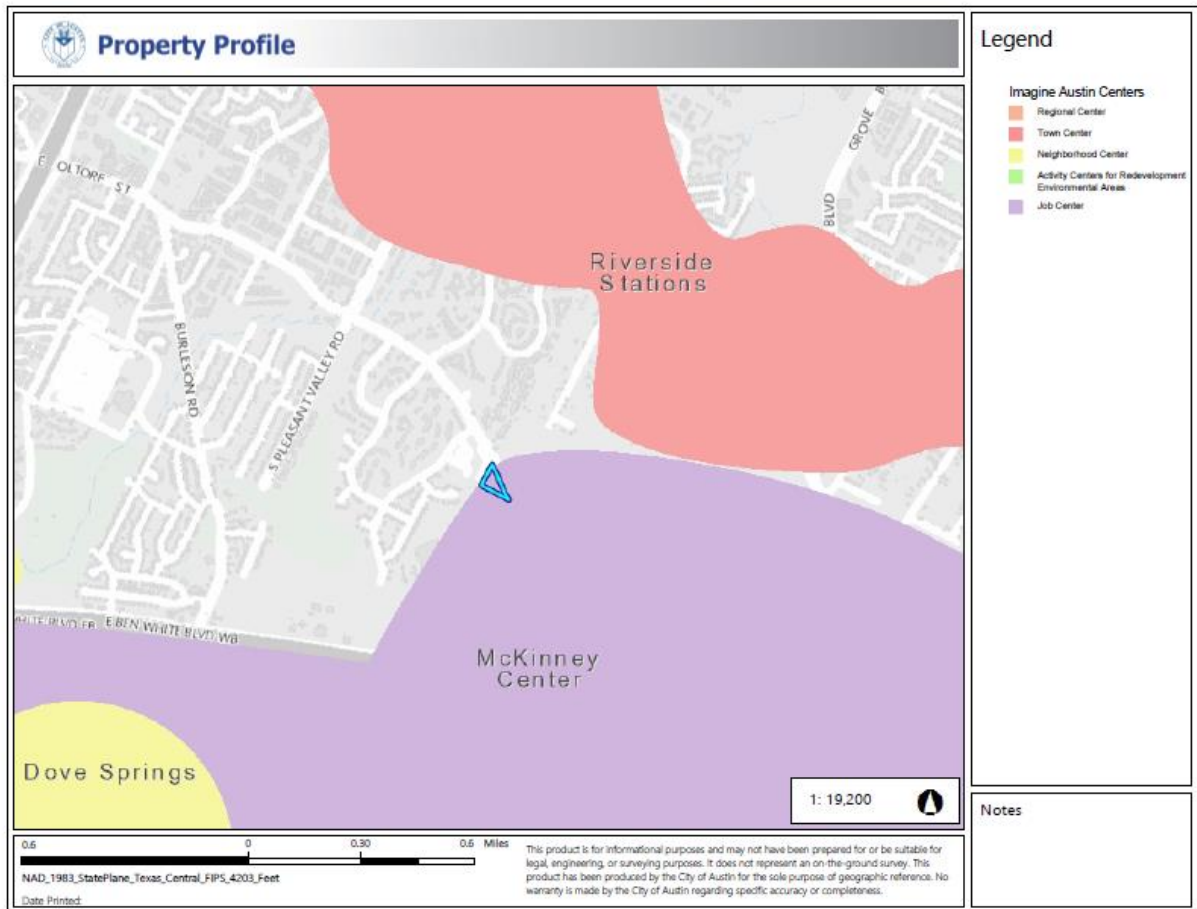 Property Profile
Legend
Imagine Austin Centers
Regional Center
Town Center
Neighborhood Center
Activity Centers for Redevelopment
Environmental Areas
Job Center
GROVE B
E OLTORF ST
BLVD
Riverside
Stations
BURLESON RD
S PLEASANT VALLEY RD
E BEN WHITE BLVD WB
McKinney
Center
Dove Springs
1: 19,200
Notes
0.6 0 0.30 0.6 Miles
NAD_1983_StatePlane_Texas_Central_FIPS_4203_Feet
Date Printed:
This product is for informational purposes and may not have been prepared for or be suitable for
legal, engineering, or surveying purposes. It does not represent an on-the-ground survey. This
product has been produced by the City of Austin for the sole purpose of geographic reference. No
warranty is made by the City of Austin regarding specific accuracy or completeness.